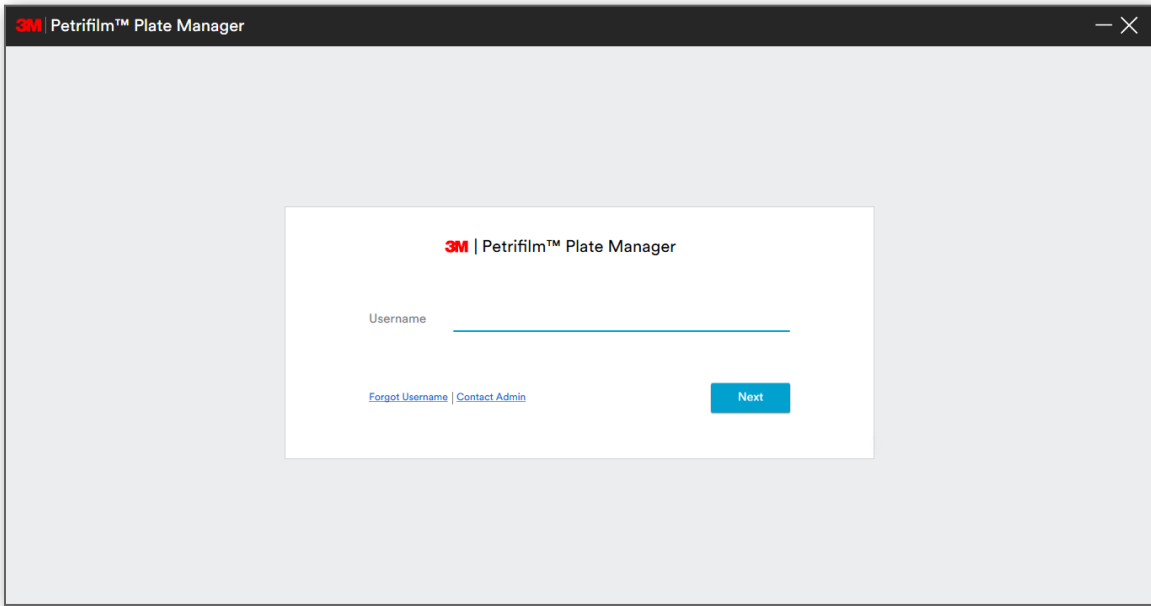 3M | Petrifilm™ Plate Manager
3M | Petrifilm™ Plate Manager
Username
Forgot Username | Contact Admin
Next